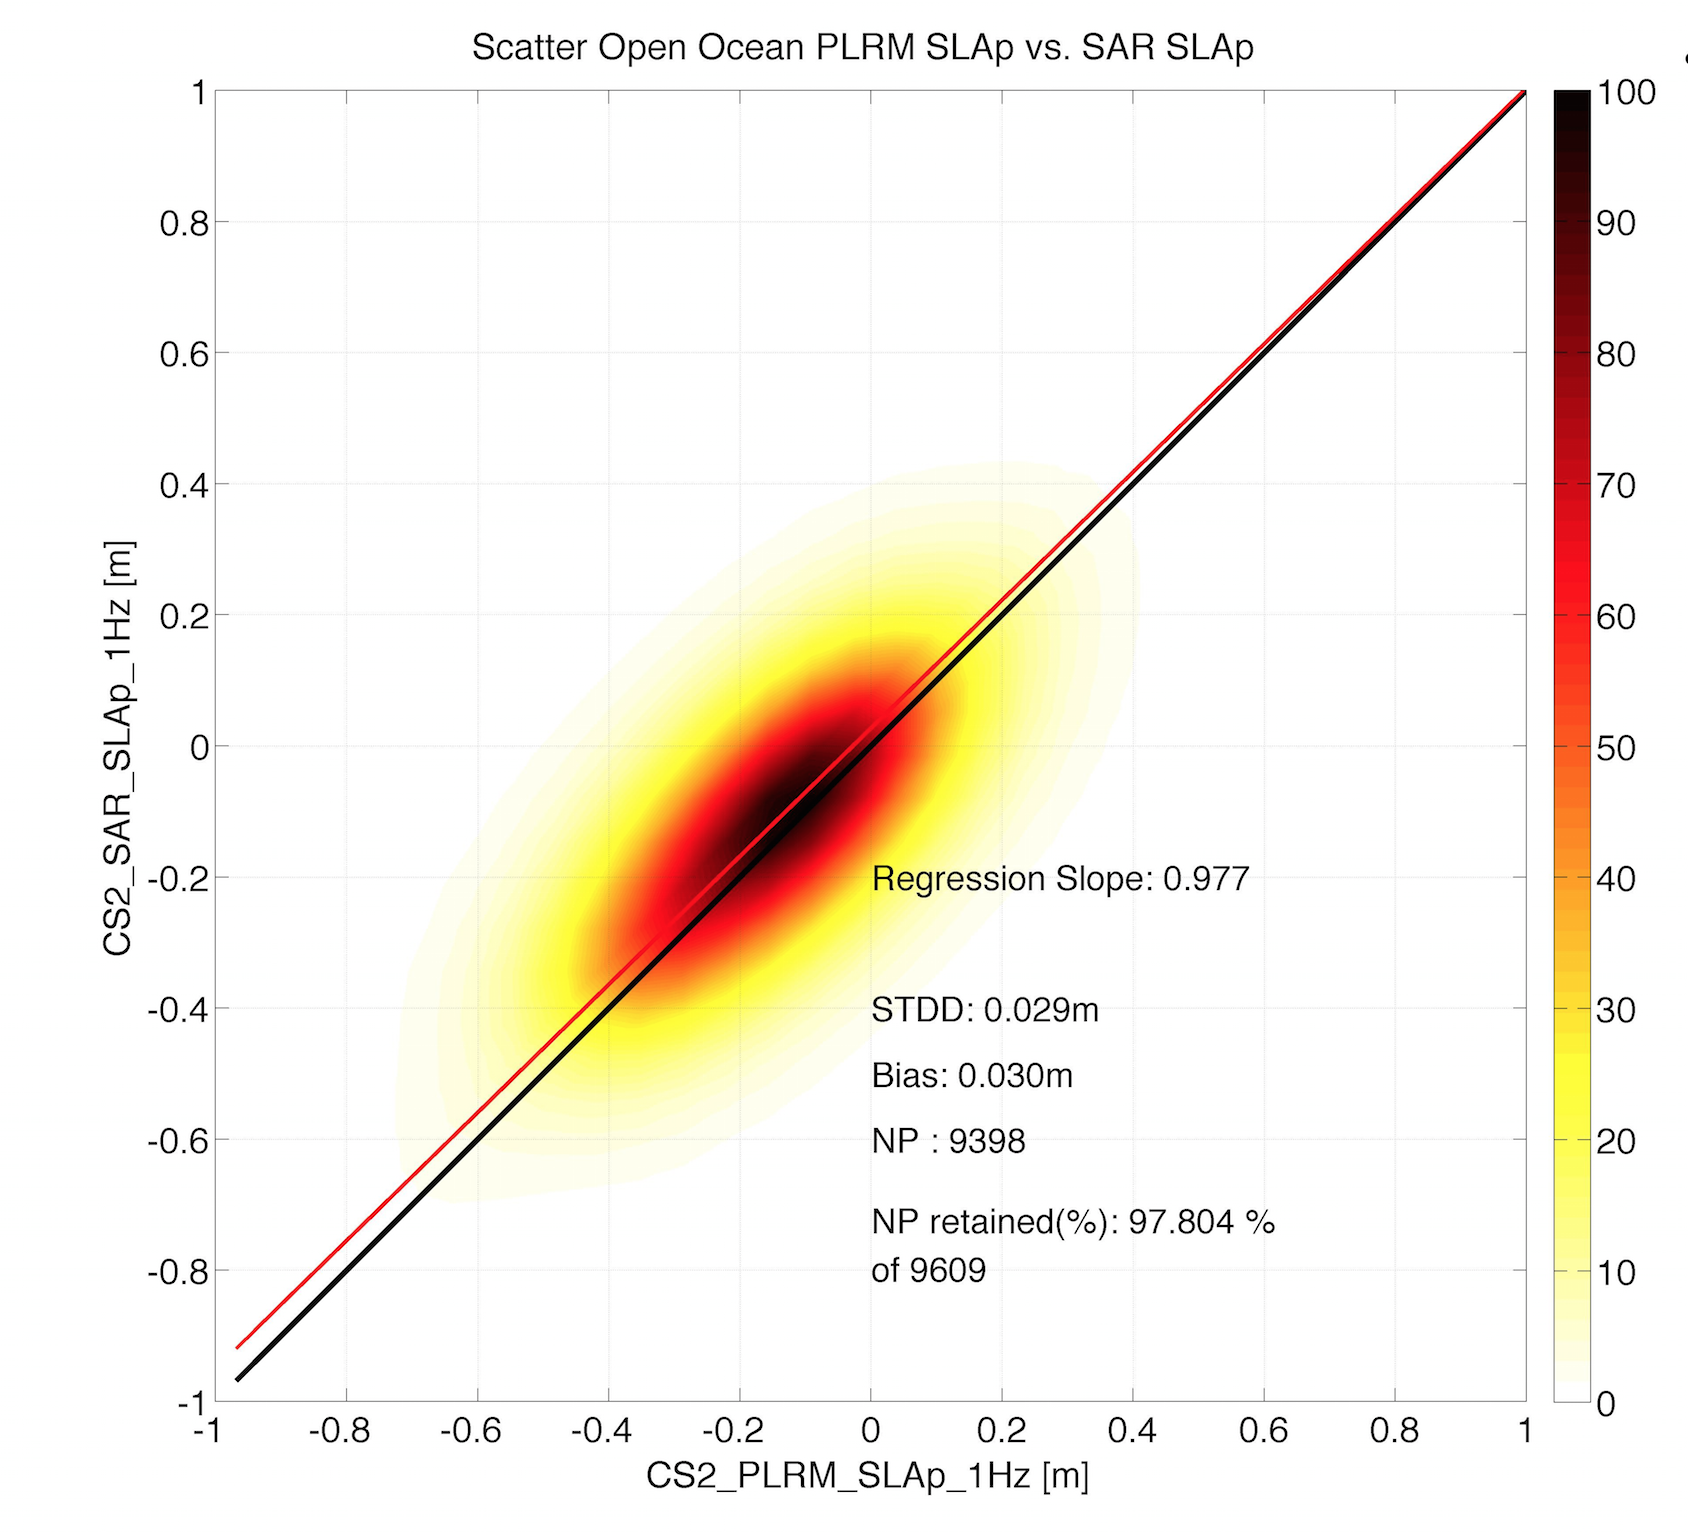 Scatter Open Ocean PLRM SLAp vs. SAR SLAp
1
0.8
0.6
0.4
0.2
0
-0.2
-0.4
-0.6
-0.8
-1
CS2_SAR_SLAp_1Hz [m]
Regression Slope: 0.977
STDD: 0.029m
Bias: 0.030m
NP : 9398
NP retained(%): 97.804 %
of 9609
-1 -0.8 -0.6 -0.4 -0.2 0 0.2 0.4 0.6 0.8 1
CS2_PLRM_SLAp_1Hz [m]
100
90
80
70
60
50
40
30
20
10
0